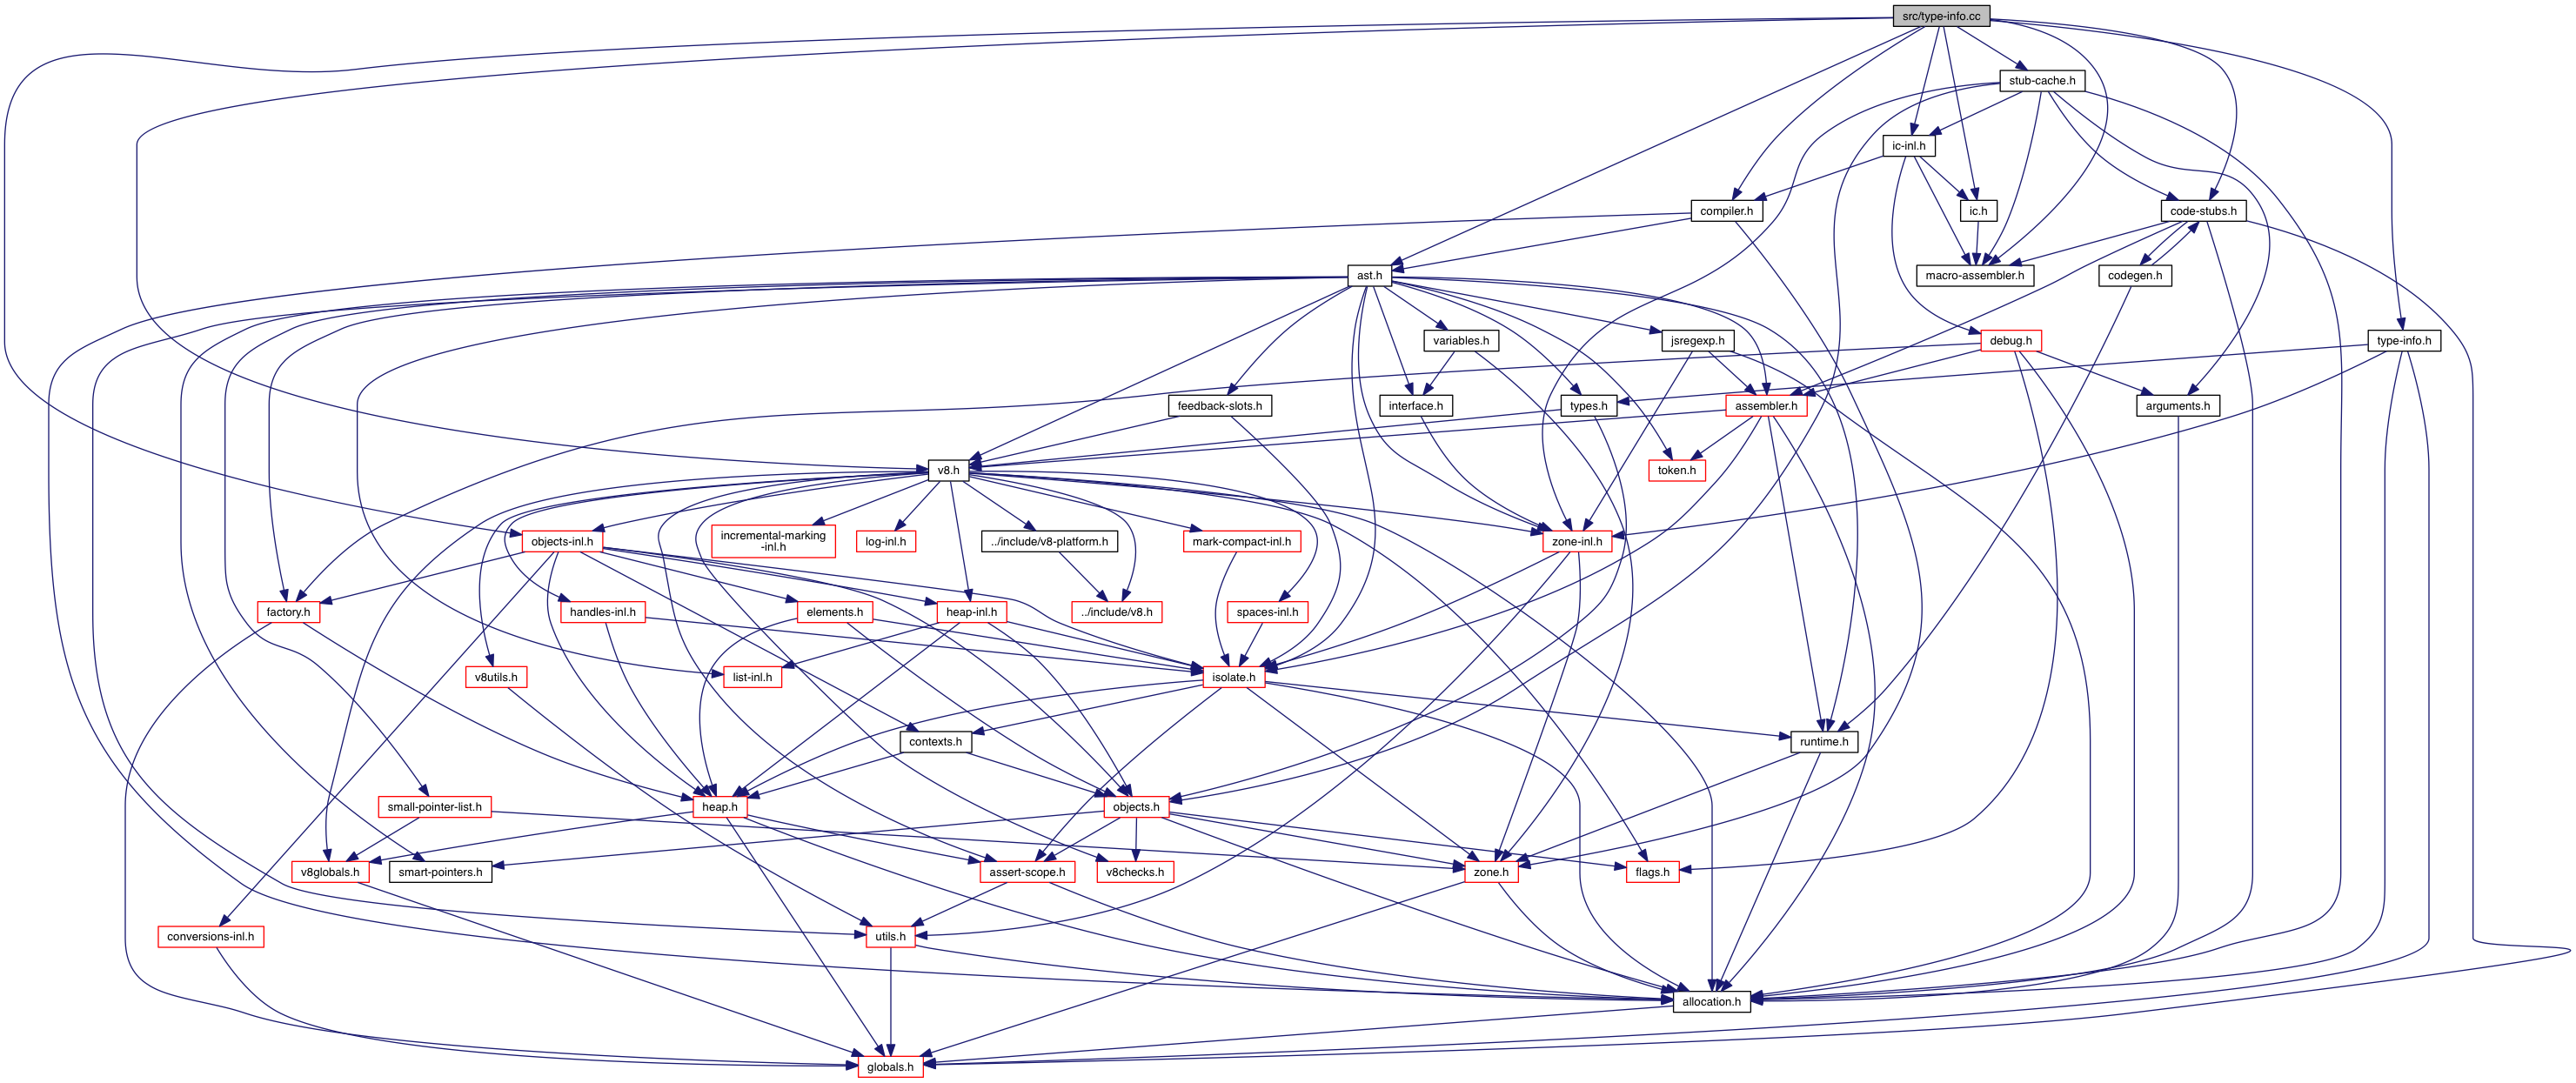 src/type-info.cc
stub-cache.h
ic-inl.h
compiler.h
ic.h
code-stubs.h
ast.h
macro-assembler.h
codegen.h
variables.h
jsregexp.h
debug.h
type-info.h
feedback-slots.h
interface.h
types.h
assembler.h
arguments.h
v8.h
token.h
objects-inl.h
incremental-marking
-inl.h
log-inl.h
../include/v8-platform.h
mark-compact-inl.h
zone-inl.h
factory.h
handles-inl.h
elements.h
heap-inl.h
../include/v8.h
spaces-inl.h
v8utils.h
list-inl.h
isolate.h
contexts.h
runtime.h
small-pointer-list.h
heap.h
objects.h
v8globals.h
smart-pointers.h
assert-scope.h
v8checks.h
zone.h
flags.h
conversions-inl.h
utils.h
allocation.h
globals.h